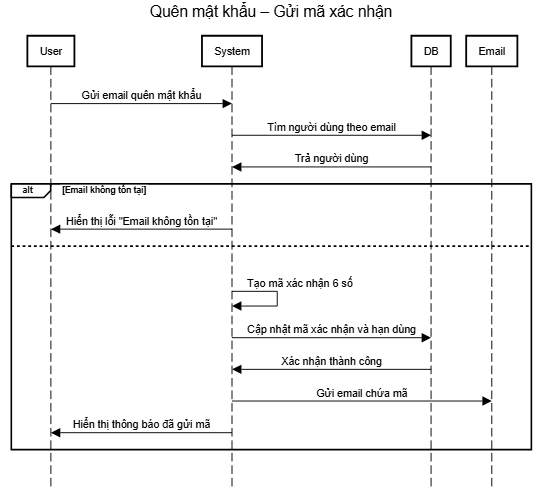 Quên mật khẩu – Gửi mã xác nhận
User
System
DB
Email
Gửi email quên mật khẩu
Tìm người dùng theo email
Trả người dùng
alt
[Email không tồn tại]
Hiển thị lỗi "Email không tồn tại"
Tạo mã xác nhận 6 số
Cập nhật mã xác nhận và hạn dùng
Xác nhận thành công
Gửi email chứa mã
Hiển thị thông báo đã gửi mã